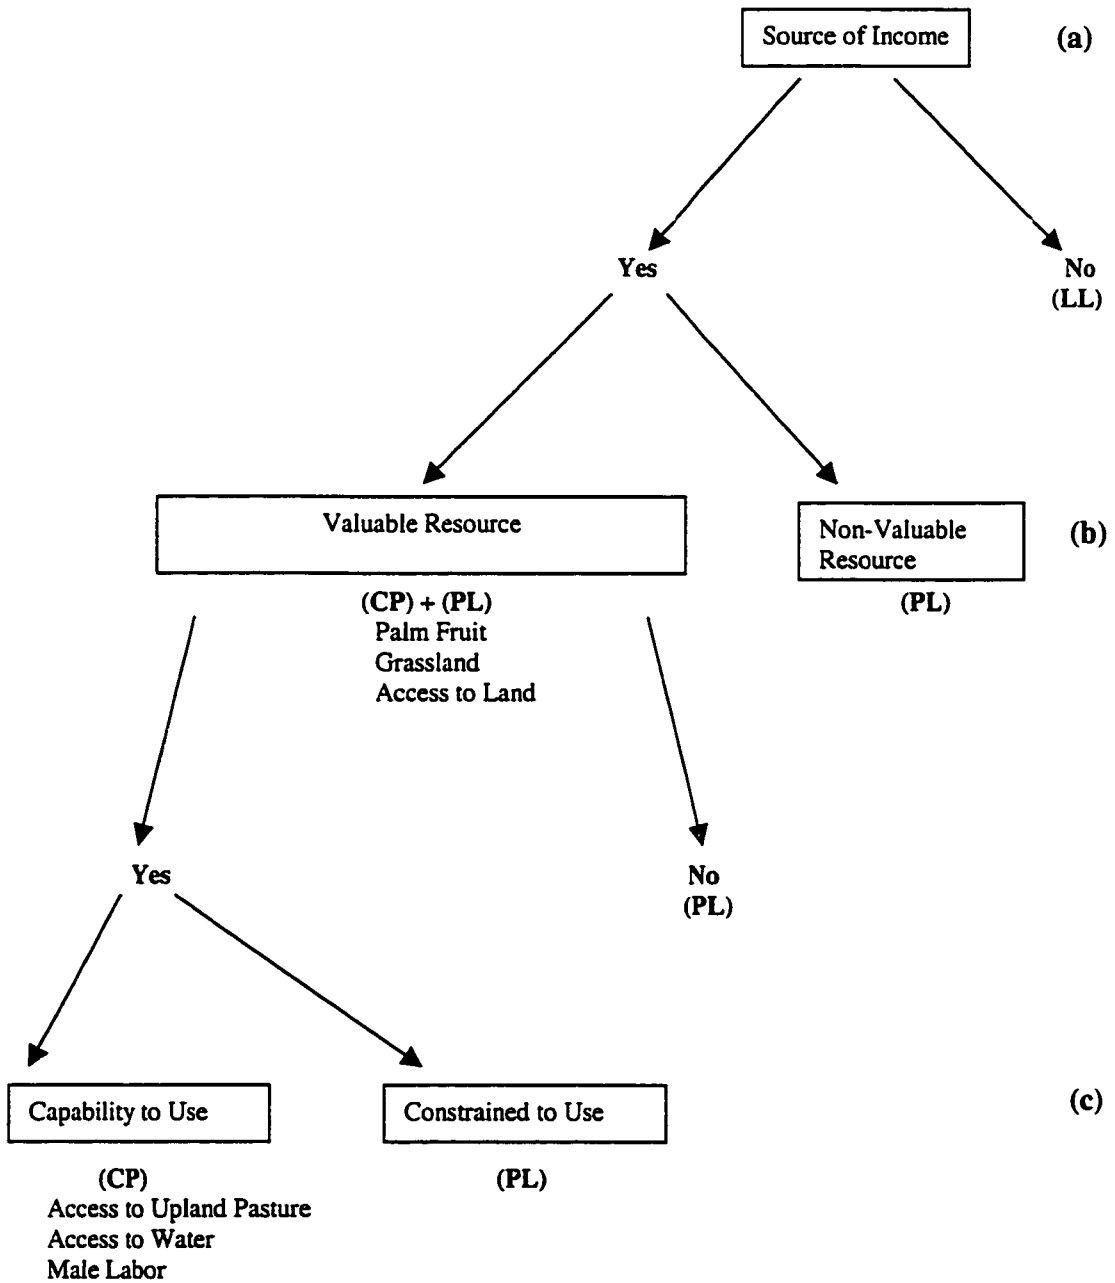 Source of Income
(a)
Yes
No
(LL)
Valuable Resource
Non-Valuable
Resource
(b)
(CP) + (PL)
(PL)
Palm Fruit
Grassland
Access to Land
Yes
No
(PL)
Capability to Use
Constrained to Use
(c)
(CP)
(PL)
Access to Upland Pasture
Access to Water
Male Labor